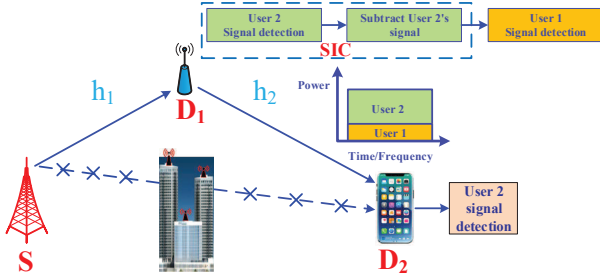 User 2
Signal detection
Subtract User 2's
signal
User 1
Signal detection
SIC
h1
D1
h2
Power
User 2
User 1
Time/Frequency
S
D2
User 2
signal
detection